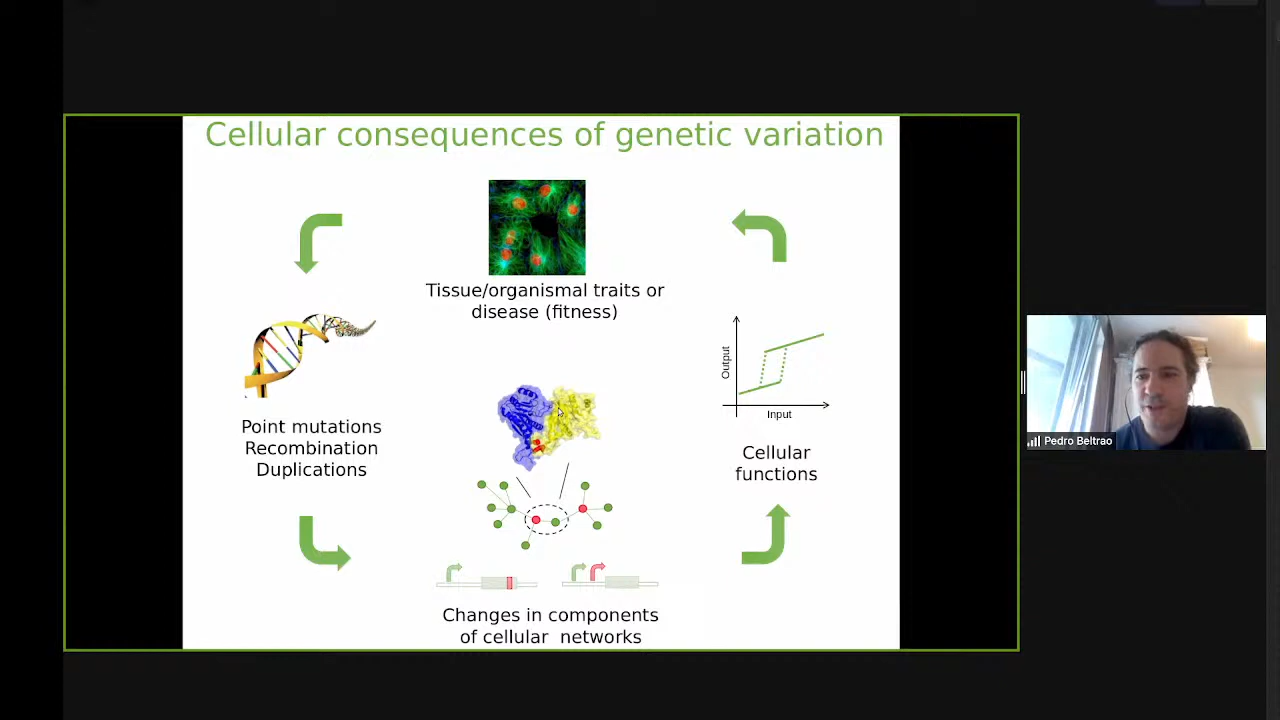 Cellular consequences of genetic variation
Tissue/organismal traits or
disease (fitness)
Point mutations
Recombination
Duplications
Output
Input
Cellular
functions
Changes in components
of cellular networks
Pedro Beltrao